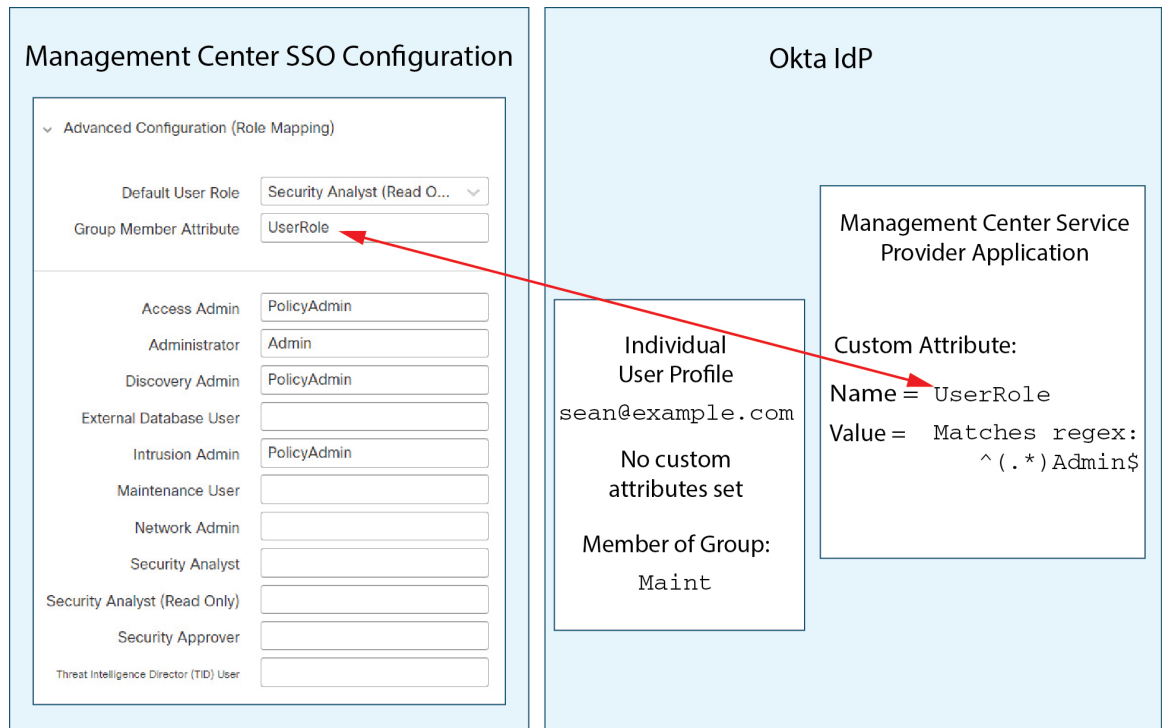 Management Center SSO Configuration
Advanced Configuration (Role Mapping)
Default User Role Security Analyst (Read O...
Group Member Attribute UserRole
Access Admin PolicyAdmin
Administrator Admin
Discovery Admin PolicyAdmin
External Database User
Intrusion Admin PolicyAdmin
Maintenance User
Network Admin
Security Analyst
Security Analyst (Read Only)
Security Approver
Threat Intelligence Director (TID) User
Okta IdP
Individual
User Profile
sean@example.com
No custom
attributes set
Member of Group:
Maint
Management Center Service
Provider Application
Custom Attribute:
Name = UserRole
Value = Matches regex:
^(.*)Admin$